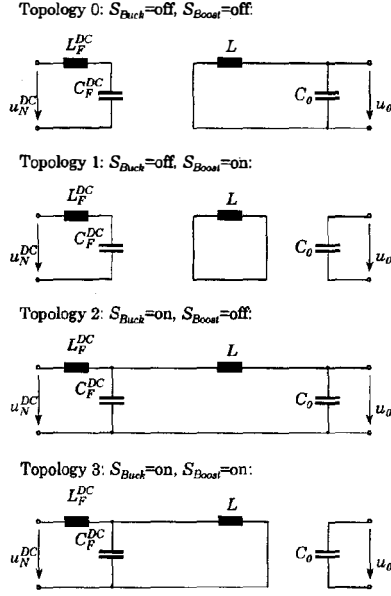 Topology 0: S_Buck=off, S_Boost=off:
L_F^DC L
u_N^DC C_F^DC C_0 u_0
Topology 1: S_Buck=off, S_Boost=on:
L_F^DC L
u_N^DC C_F^DC C_0 u_0
Topology 2: S_Buck=on, S_Boost=off:
L_F^DC L
u_N^DC C_F^DC C_0 u_0
Topology 3: S_Buck=on, S_Boost=on:
L_F^DC L
u_N^DC C_F^DC C_0 u_0